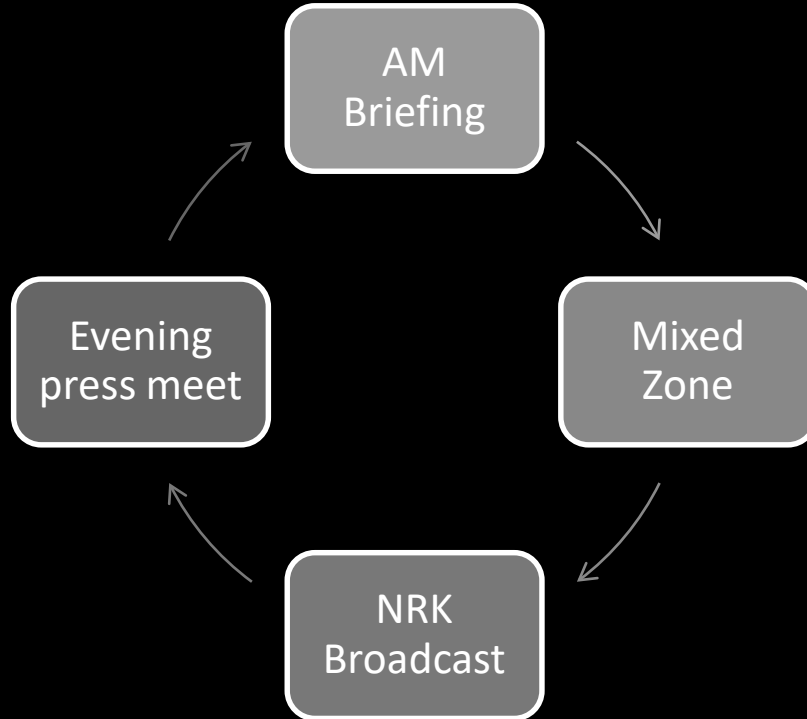 AM
Briefing
Mixed
Zone
NRK
Broadcast
Evening
press meet